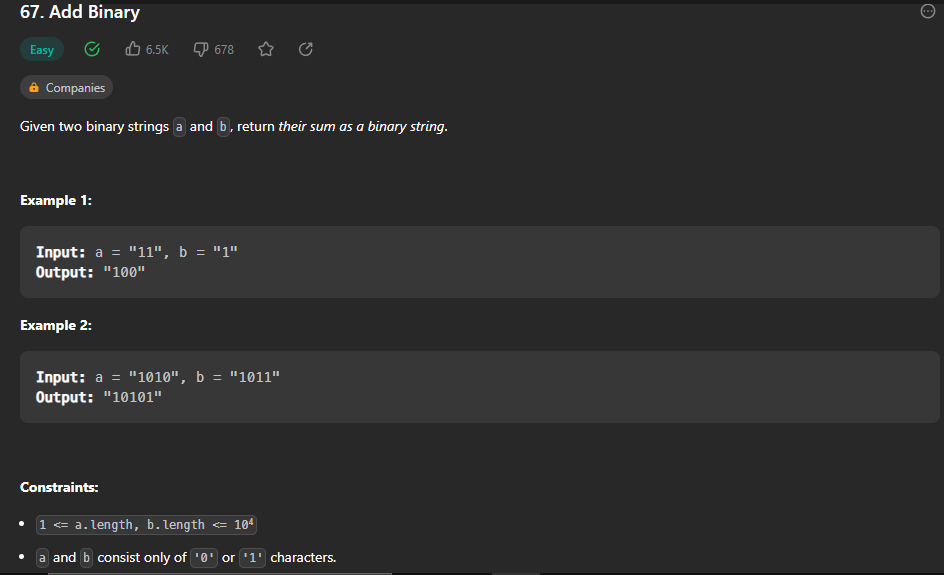 67. Add Binary
Easy 6.5K 678
Companies
Given two binary strings a and b, return their sum as a binary string.
Example 1:
Input: a = "11", b = "1"
Output: "100"
Example 2:
Input: a = "1010", b = "1011"
Output: "10101"
Constraints:
• 1 <= a.length, b.length <= 10⁴
• a and b consist only of '0' or '1' characters.